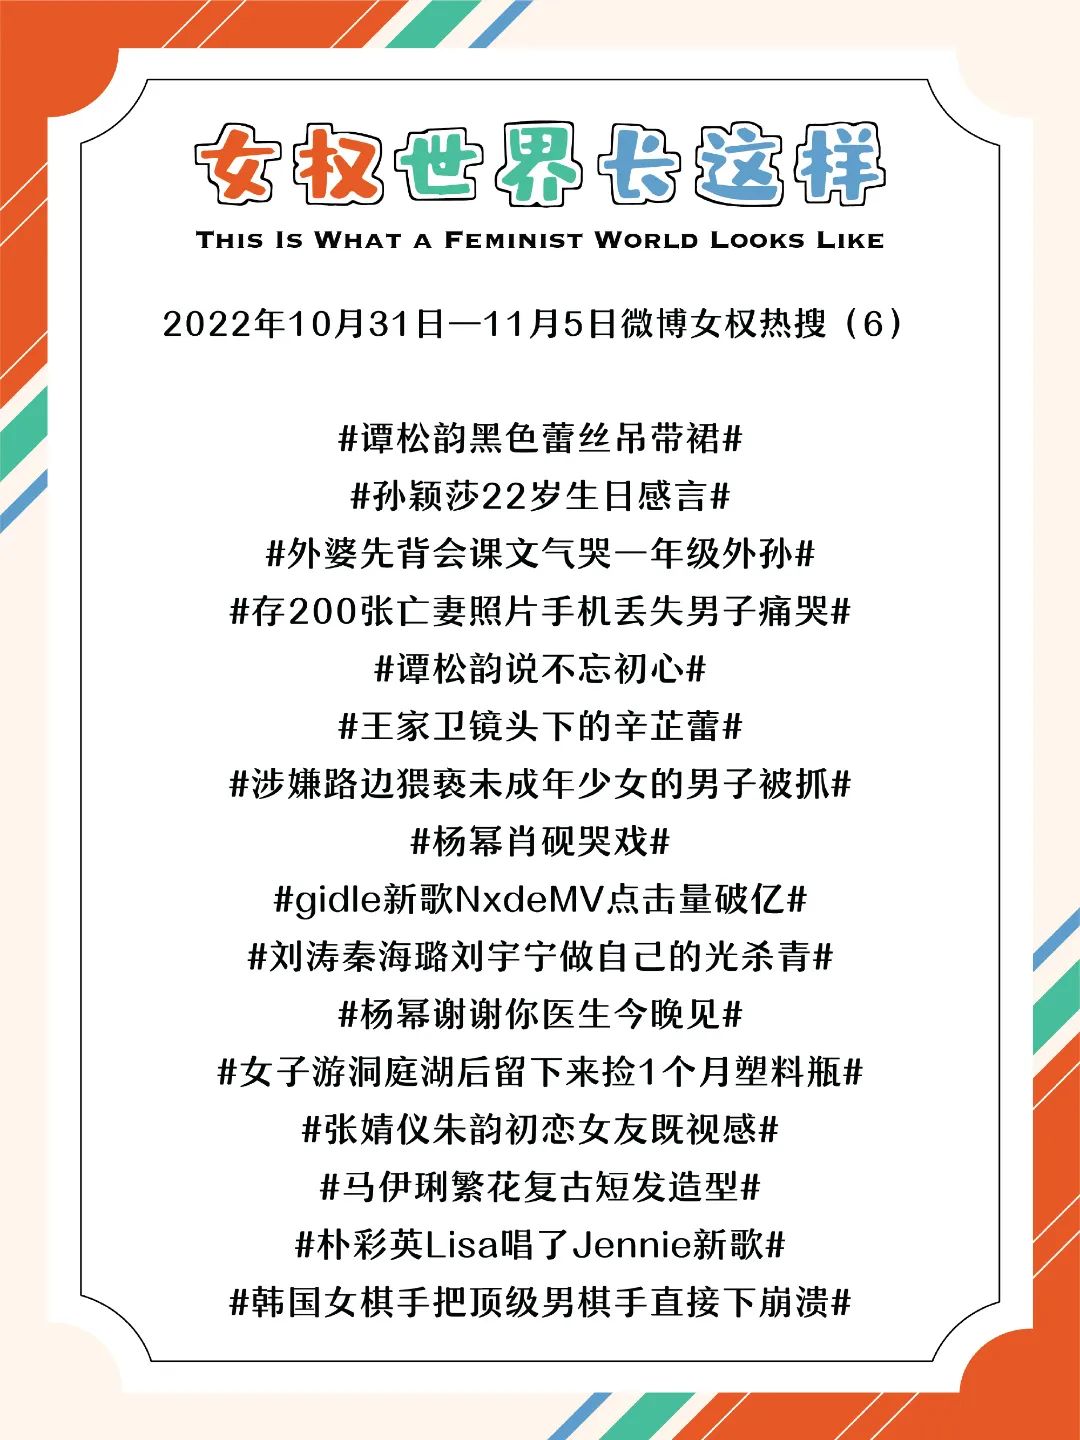 女权世界长这样
THIS IS WHAT A FEMINIST WORLD LOOKS LIKE
2022年10月31日—11月5日微博女权热搜（6）
#谭松韵黑色蕾丝吊带裙#
#孙颖莎22岁生日感言#
#外婆先背会课文气哭一年级外孙#
#存200张亡妻照片手机丢失男子痛哭#
#谭松韵说不忘初心#
#王家卫镜头下的辛芷蕾#
#涉嫌路边猥亵未成年少女的男子被抓#
#杨幂肖砚哭戏#
#gidle新歌NxdeMV点击量破亿#
#刘涛秦海璐刘宇宁做自己的光杀青#
#杨幂谢谢你医生今晚见#
#女子游洞庭湖后留下来捡1个月塑料瓶#
#张婧仪朱韵初恋女友既视感#
#马伊琍繁花复古短发造型#
#朴彩英Lisa唱了Jennie新歌#
#韩国女棋手把顶级男棋手直接下崩溃#